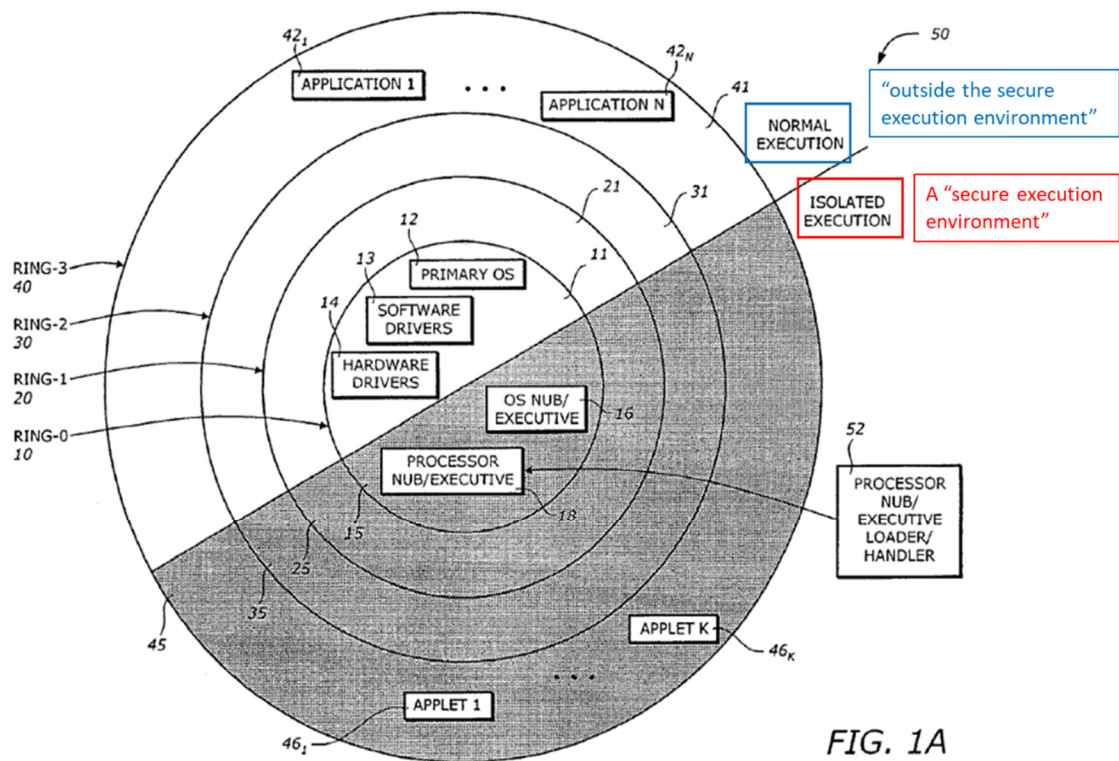 42₁
APPLICATION 1
• • •
42N
APPLICATION N
41
50
“outside the secure
execution environment”
NORMAL
EXECUTION
ISOLATED
EXECUTION
A “secure execution
environment”
21
31
12
PRIMARY OS
11
13
SOFTWARE
DRIVERS
14
HARDWARE
DRIVERS
RING-3
40
RING-2
30
RING-1
20
RING-0
10
OS NUB/
EXECUTIVE
16
PROCESSOR
NUB/EXECUTIVE
18
15
25
35
45
52
PROCESSOR
NUB/
EXECUTIVE
LOADER/
HANDLER
APPLET K
46K
• • •
APPLET 1
46₁
FIG. 1A